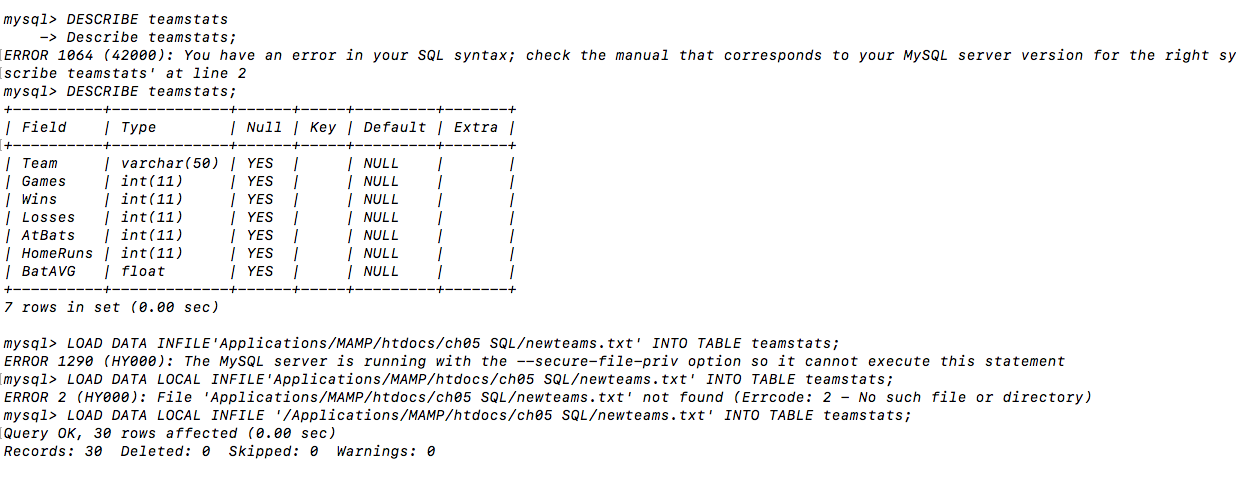 mysql> DESCRIBE teamstats
    -> Describe teamstats;
ERROR 1064 (42000): You have an error in your SQL syntax; check the manual that corresponds to your MySQL server version for the right sy
scribe teamstats' at line 2
mysql> DESCRIBE teamstats;
+----------+-------------+------+-----+---------+-------+
| Field    | Type        | Null | Key | Default | Extra |
+----------+-------------+------+-----+---------+-------+
| Team     | varchar(50) | YES  |     | NULL    |       |
| Games    | int(11)     | YES  |     | NULL    |       |
| Wins     | int(11)     | YES  |     | NULL    |       |
| Losses   | int(11)     | YES  |     | NULL    |       |
| AtBats   | int(11)     | YES  |     | NULL    |       |
| HomeRuns | int(11)     | YES  |     | NULL    |       |
| BatAVG   | float       | YES  |     | NULL    |       |
+----------+-------------+------+-----+---------+-------+
7 rows in set (0.00 sec)

mysql> LOAD DATA INFILE'Applications/MAMP/htdocs/ch05 SQL/newteams.txt' INTO TABLE teamstats;
ERROR 1290 (HY000): The MySQL server is running with the --secure-file-priv option so it cannot execute this statement
mysql> LOAD DATA LOCAL INFILE'Applications/MAMP/htdocs/ch05 SQL/newteams.txt' INTO TABLE teamstats;
ERROR 2 (HY000): File 'Applications/MAMP/htdocs/ch05 SQL/newteams.txt' not found (Errcode: 2 - No such file or directory)
mysql> LOAD DATA LOCAL INFILE '/Applications/MAMP/htdocs/ch05 SQL/newteams.txt' INTO TABLE teamstats;
Query OK, 30 rows affected (0.00 sec)
Records: 30  Deleted: 0  Skipped: 0  Warnings: 0